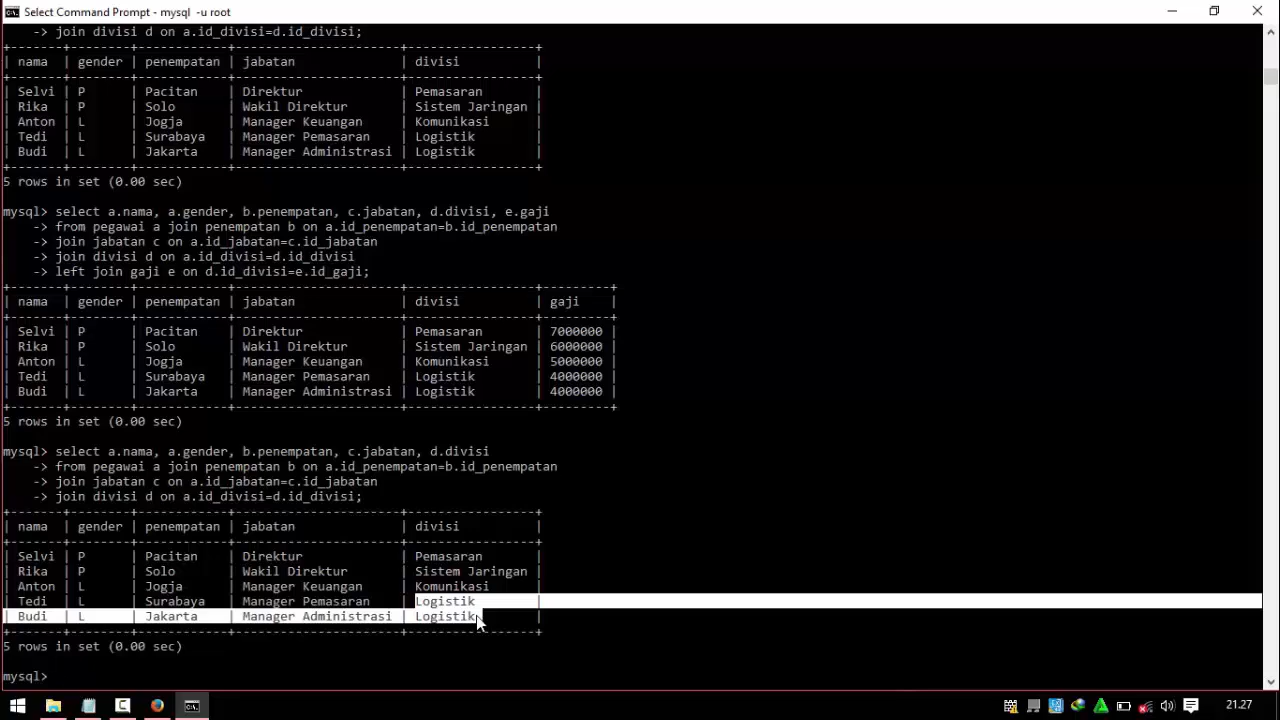 Select Command Prompt - mysql  -u root
    -> join divisi d on a.id_divisi=d.id_divisi;
+-------+--------+------------+----------------------+-----------------+
| nama  | gender | penempatan | jabatan              | divisi          |
+-------+--------+------------+----------------------+-----------------+
| Selvi | P      | Pacitan    | Direktur             | Pemasaran       |
| Rika  | P      | Solo       | Wakil Direktur       | Sistem Jaringan |
| Anton | L      | Jogja      | Manager Keuangan     | Komunikasi      |
| Tedi  | L      | Surabaya   | Manager Pemasaran    | Logistik        |
| Budi  | L      | Jakarta    | Manager Administrasi | Logistik        |
+-------+--------+------------+----------------------+-----------------+
5 rows in set (0.00 sec)
mysql> select a.nama, a.gender, b.penempatan, c.jabatan, d.divisi, e.gaji
    -> from pegawai a join penempatan b on a.id_penempatan=b.id_penempatan
    -> join jabatan c on a.id_jabatan=c.id_jabatan
    -> join divisi d on a.id_divisi=d.id_divisi
    -> left join gaji e on d.id_divisi=e.id_gaji;
+-------+--------+------------+----------------------+-----------------+---------+
| nama  | gender | penempatan | jabatan              | divisi          | gaji    |
+-------+--------+------------+----------------------+-----------------+---------+
| Selvi | P      | Pacitan    | Direktur             | Pemasaran       | 7000000 |
| Rika  | P      | Solo       | Wakil Direktur       | Sistem Jaringan | 6000000 |
| Anton | L      | Jogja      | Manager Keuangan     | Komunikasi      | 5000000 |
| Tedi  | L      | Surabaya   | Manager Pemasaran    | Logistik        | 4000000 |
| Budi  | L      | Jakarta    | Manager Administrasi | Logistik        | 4000000 |
+-------+--------+------------+----------------------+-----------------+---------+
5 rows in set (0.00 sec)
mysql> select a.nama, a.gender, b.penempatan, c.jabatan, d.divisi
    -> from pegawai a join penempatan b on a.id_penempatan=b.id_penempatan
    -> join jabatan c on a.id_jabatan=c.id_jabatan
    -> join divisi d on a.id_divisi=d.id_divisi;
+-------+--------+------------+----------------------+-----------------+
| nama  | gender | penempatan | jabatan              | divisi          |
+-------+--------+------------+----------------------+-----------------+
| Selvi | P      | Pacitan    | Direktur             | Pemasaran       |
| Rika  | P      | Solo       | Wakil Direktur       | Sistem Jaringan |
| Anton | L      | Jogja      | Manager Keuangan     | Komunikasi      |
| Tedi  | L      | Surabaya   | Manager Pemasaran    | Logistik        |
| Budi  | L      | Jakarta    | Manager Administrasi | Logistik        |
+-------+--------+------------+----------------------+-----------------+
5 rows in set (0.00 sec)
mysql>
21.27